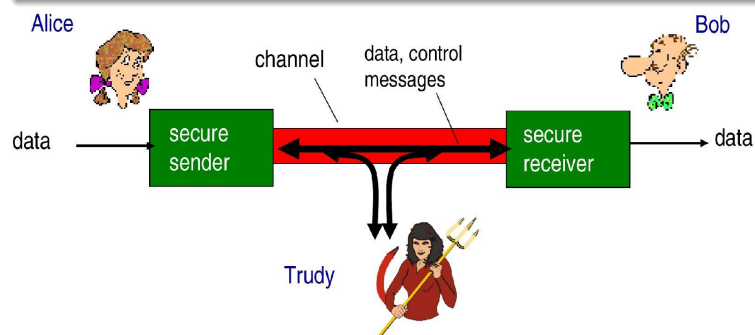 Alice
Bob
channel
data, control
messages
data
secure
sender
secure
receiver
data
Trudy